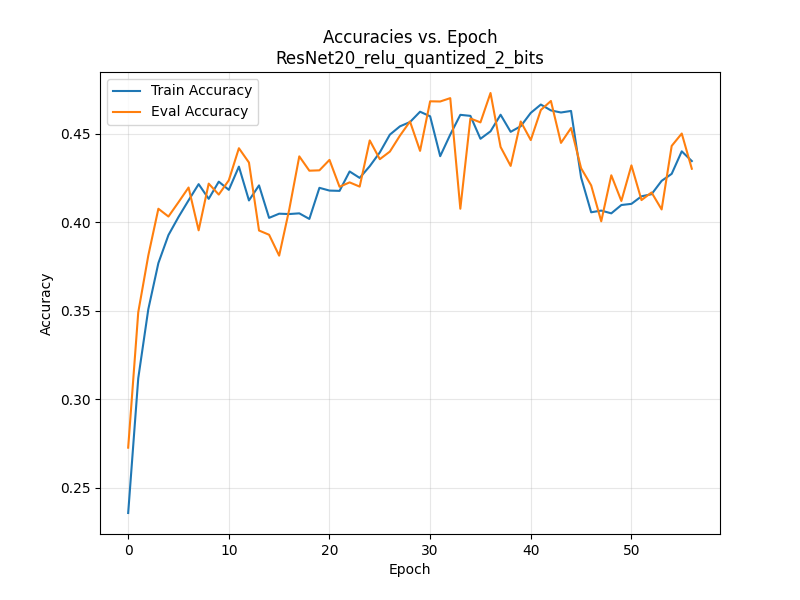 Accuracies vs. Epoch
ResNet20_relu_quantized_2_bits
Train Accuracy
Eval Accuracy
Accuracy
0.45
0.40
0.35
0.30
0.25
0 10 20 30 40 50
Epoch